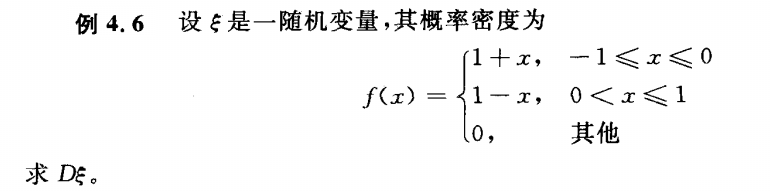 例 4.6 设 ξ 是一随机变量,其概率密度为
f(x) = { 1 + x, -1 ⩽ x ⩽ 0
1 - x, 0 < x ⩽ 1
0, 其他
求 Dξ。